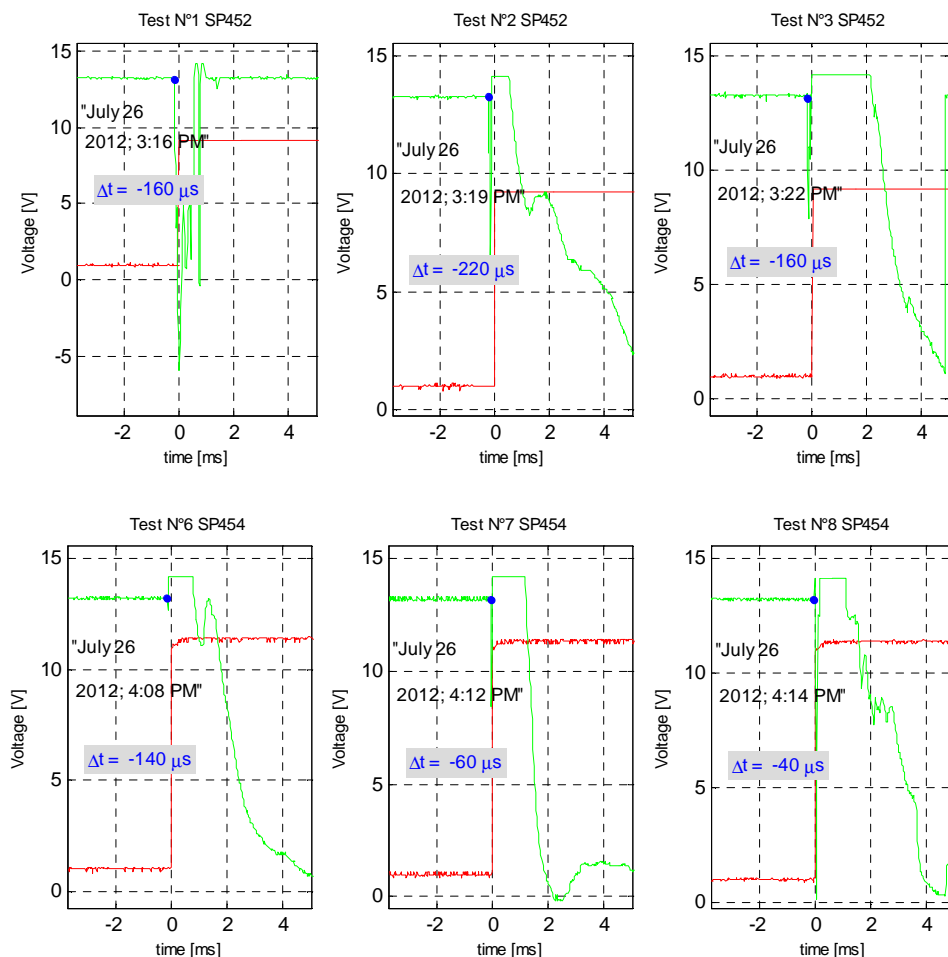 Test N°1 SP452
15
10
5
0
-5
Voltage [V]
"July 26
2012; 3:16 PM"
Δt = -160 μs
-2 0 2 4
time [ms]
Test N°2 SP452
15
10
5
0
Voltage [V]
"July 26
2012; 3:19 PM"
Δt = -220 μs
-2 0 2 4
time [ms]
Test N°3 SP452
15
10
5
0
Voltage [V]
"July 26
2012; 3:22 PM"
Δt = -160 μs
-2 0 2 4
time [ms]
Test N°6 SP454
15
10
5
0
Voltage [V]
"July 26
2012; 4:08 PM"
Δt = -140 μs
-2 0 2 4
time [ms]
Test N°7 SP454
15
10
5
0
Voltage [V]
"July 26
2012; 4:12 PM"
Δt = -60 μs
-2 0 2 4
time [ms]
Test N°8 SP454
15
10
5
0
Voltage [V]
"July 26
2012; 4:14 PM"
Δt = -40 μs
-2 0 2 4
time [ms]